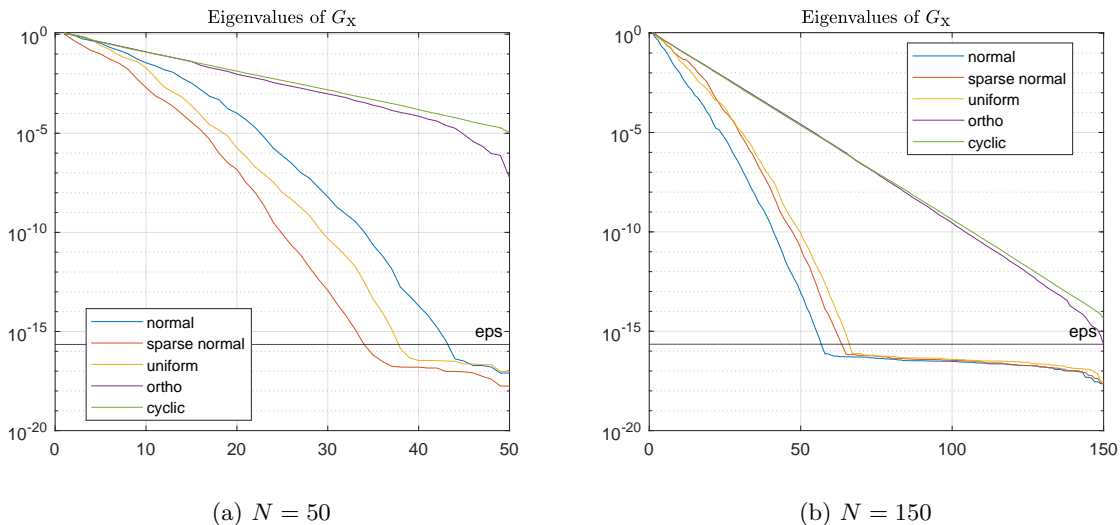 Eigenvalues of G_X
10^0
10^-5
10^-10
10^-15
10^-20
eps
normal
sparse normal
uniform
ortho
cyclic
0 10 20 30 40 50
(a) N = 50
Eigenvalues of G_X
10^0
10^-5
10^-10
10^-15
10^-20
normal
sparse normal
uniform
ortho
cyclic
eps
0 50 100 150
(b) N = 150